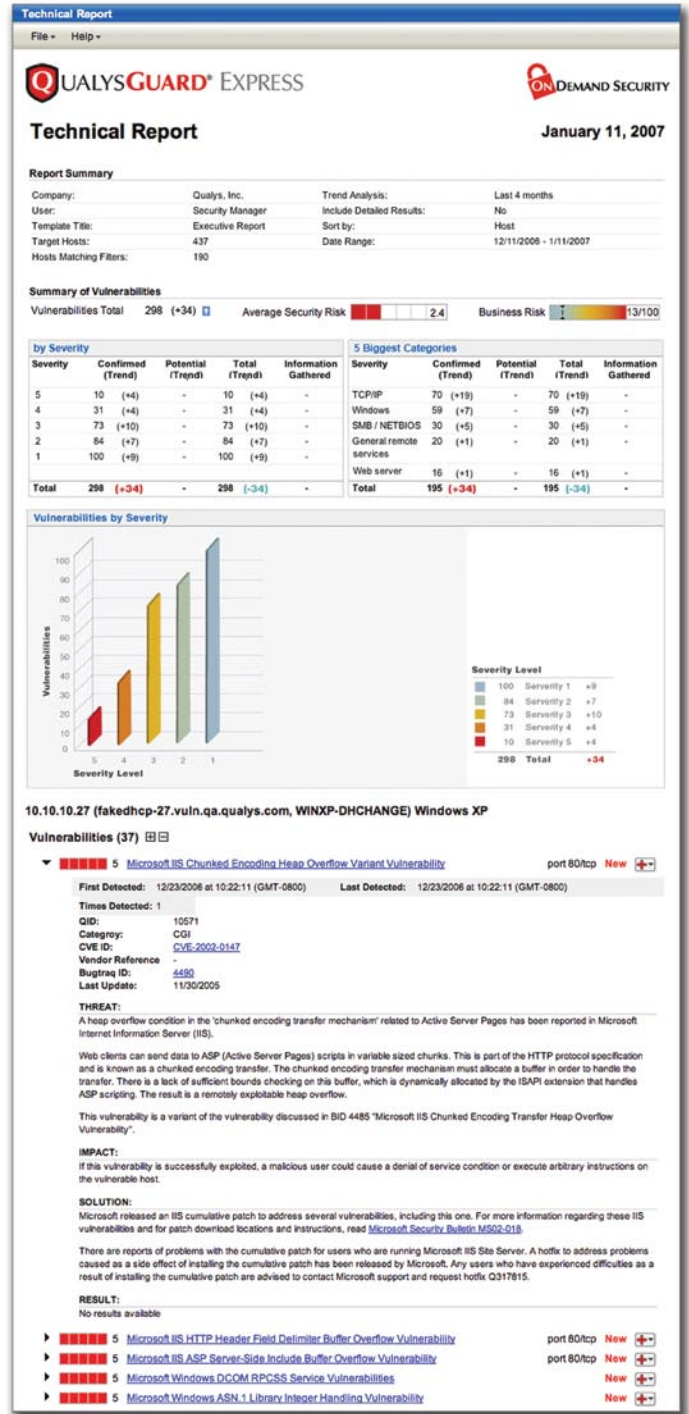 Technical Report
File Help
QUALYSGUARD® EXPRESS
ON DEMAND SECURITY
Technical Report January 11, 2007
Report Summary
Company: Qualys, Inc. Trend Analysis: Last 4 months
User: Security Manager Include Detailed Results: No
Template Title: Executive Report Sort by: Host
Target Hosts: 437 Date Range: 12/11/2006 - 1/11/2007
Hosts Matching Filters: 190
Summary of Vulnerabilities
Vulnerabilities Total 298 (+34) Average Security Risk 2.4 Business Risk 13/100
by Severity
Severity Confirmed (Trend) Potential (Trend) Total (Trend) Information Gathered
5 10 (+4) - 10 (+4) -
4 31 (+4) - 31 (+4) -
3 73 (+10) - 73 (+10) -
2 84 (+7) - 84 (+7) -
1 100 (+9) - 100 (+9) -
Total 298 (+34) - 298 (-34) -
5 Biggest Categories
Severity Confirmed (Trend) Potential (Trend) Total (Trend) Information Gathered
TCP/IP 70 (+19) - 70 (+19) -
Windows 59 (+7) - 59 (+7) -
SMB / NETBIOS 30 (+5) - 30 (+5) -
General remote services 20 (+1) - 20 (+1) -
Web server 16 (+1) - 16 (+1) -
Total 195 (+34) - 195 (-34) -
Vulnerabilities by Severity
100
90
80
70
60
50
40
30
20
10
0
Vulnerabilities
5 4 3 2 1
Severity Level
Severity Level
100 Serverity 1 +9
84 Serverity 2 +7
73 Serverity 3 +10
31 Serverity 4 +4
10 Serverity 5 +4
298 Total +34
10.10.10.27 (fakedhcp-27.vuln.qa.qualys.com, WINXP-DHCHANGE) Windows XP
Vulnerabilities (37)
5 Microsoft IIS Chunked Encoding Heap Overflow Variant Vulnerability port 80/tcp New
First Detected: 12/23/2006 at 10:22:11 (GMT-0800) Last Detected: 12/23/2006 at 10:22:11 (GMT-0800)
Times Detected: 1
QID: 10571
Categroy: CGI
CVE ID: CVE-2002-0147
Vendor Reference -
Bugtraq ID: 4490
Last Update: 11/30/2005
THREAT:
A heap overflow condition in the 'chunked encoding transfer mechanism' related to Active Server Pages has been reported in Microsoft
Internet Information Server (IIS).
Web clients can send data to ASP (Active Server Pages) scripts in variable sized chunks. This is part of the HTTP protocol specification
and is known as a chunked encoding transfer. The chunked encoding transfer mechanism must allocate a buffer in order to handle the
transfer. There is a lack of sufficient bounds checking on this buffer, which is dynamically allocated by the ISAPI extension that handles
ASP scripting. The result is a remotely exploitable heap overflow.
This vulnerability is a variant of the vulnerability discussed in BID 4485 "Microsoft IIS Chunked Encoding Transfer Heap Overflow
Vulnerability".
IMPACT:
If this vulnerability is successfully exploited, a malicious user could cause a denial of service condition or execute arbitrary instructions on
the vulnerable host.
SOLUTION:
Microsoft released an IIS cumulative patch to address several vulnerabilities, including this one. For more information regarding these IIS
vulnerabilities and for patch download locations and instructions, read Microsoft Security Bulletin MS02-018.
There are reports of problems with the cumulative patch for users who are running Microsoft IIS Site Server. A hotfix to address problems
caused as a side effect of installing the cumulative patch has been released by Microsoft. Any users who have experienced difficulties as a
result of installing the cumulative patch are advised to contact Microsoft support and request hotfix Q317815.
RESULT:
No results available
5 Microsoft IIS HTTP Header Field Delimiter Buffer Overflow Vulnerability port 80/tcp New
5 Microsoft IIS ASP Server-Side Include Buffer Overflow Vulnerability port 80/tcp New
5 Microsoft Windows DCOM RPCSS Service Vulnerabilities New
5 Microsoft Windows ASN.1 Library Integer Handling Vulnerability New